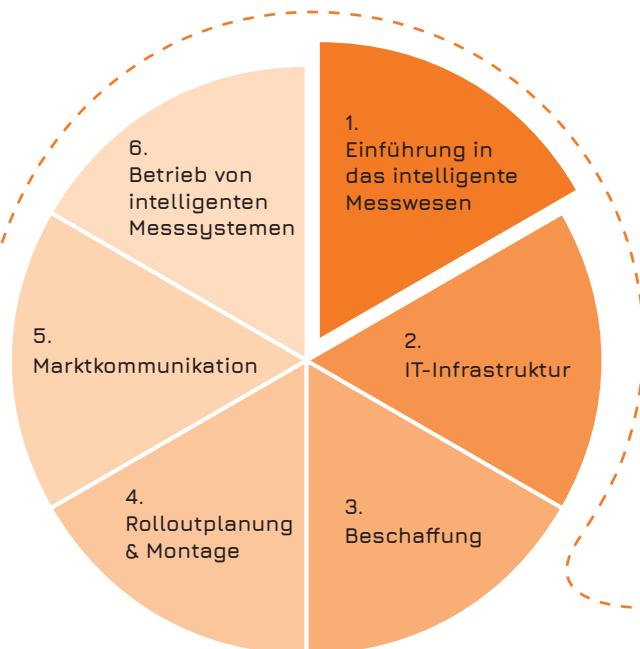 1.
Einführung in
das intelligente
Messwesen
2.
IT-Infrastruktur
3.
Beschaffung
4.
Rolloutplanung
& Montage
5.
Marktkommunikation
6.
Betrieb von
intelligenten
Messsystemen